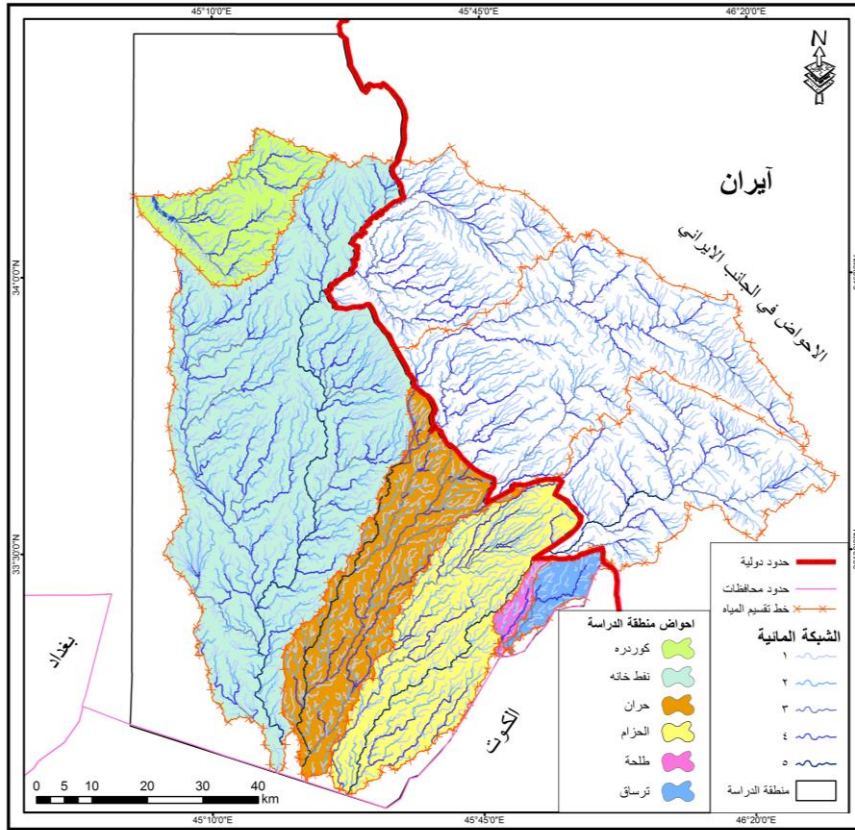 45°10'0"E
45°45'0"E
46°20'0"E
N
آيران
الاحواض في الجانب الايراني
34°0'0"N
33°30'0"N
بغداد
الكوت
حدود دولية
حدود محافظات
خط تقسيم المياه
الشبكة المائية
١
٢
٣
٤
٥
منطقة الدراسة
احواض منطقة الدراسة
كوردره
نفط خانه
حران
الحزام
طلحة
ترساق
0 5 10 20 30 40
km
45°10'0"E
45°45'0"E
46°20'0"E